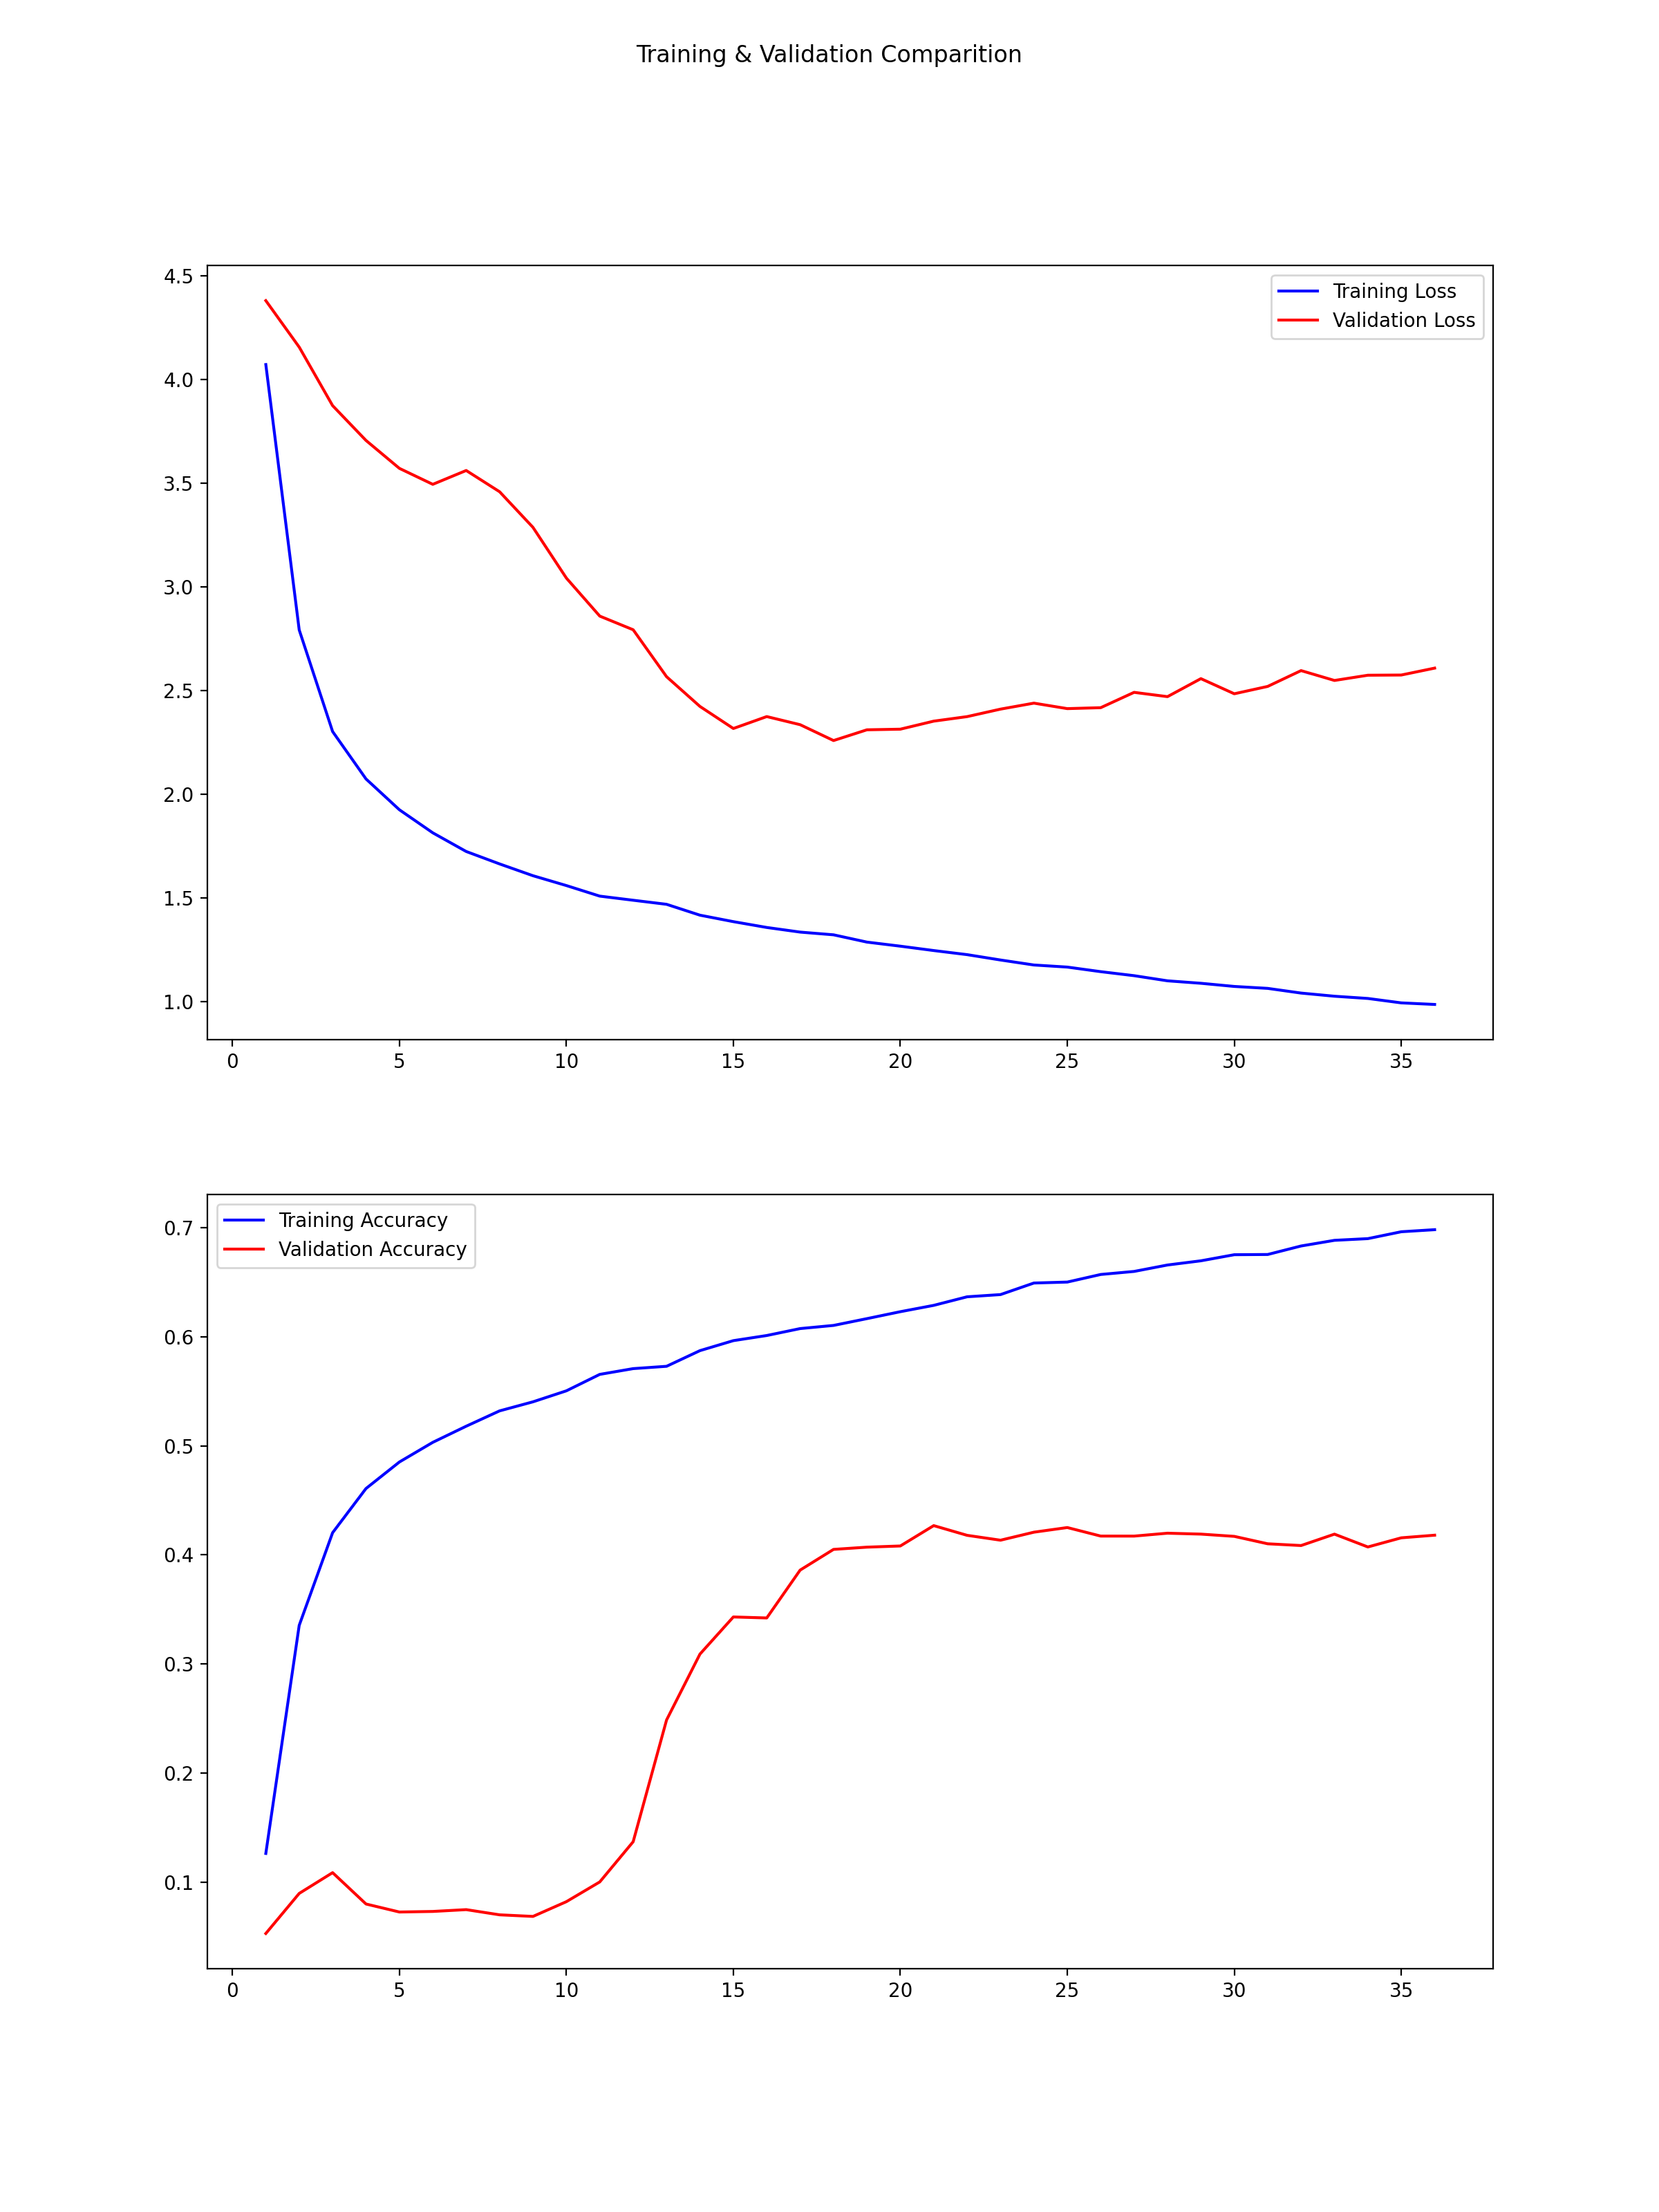 Training & Validation Comparition
4.5
4.0
3.5
3.0
2.5
2.0
1.5
1.0
Training Loss
Validation Loss
0 5 10 15 20 25 30 35
0.7
0.6
0.5
0.4
0.3
0.2
0.1
Training Accuracy
Validation Accuracy
0 5 10 15 20 25 30 35